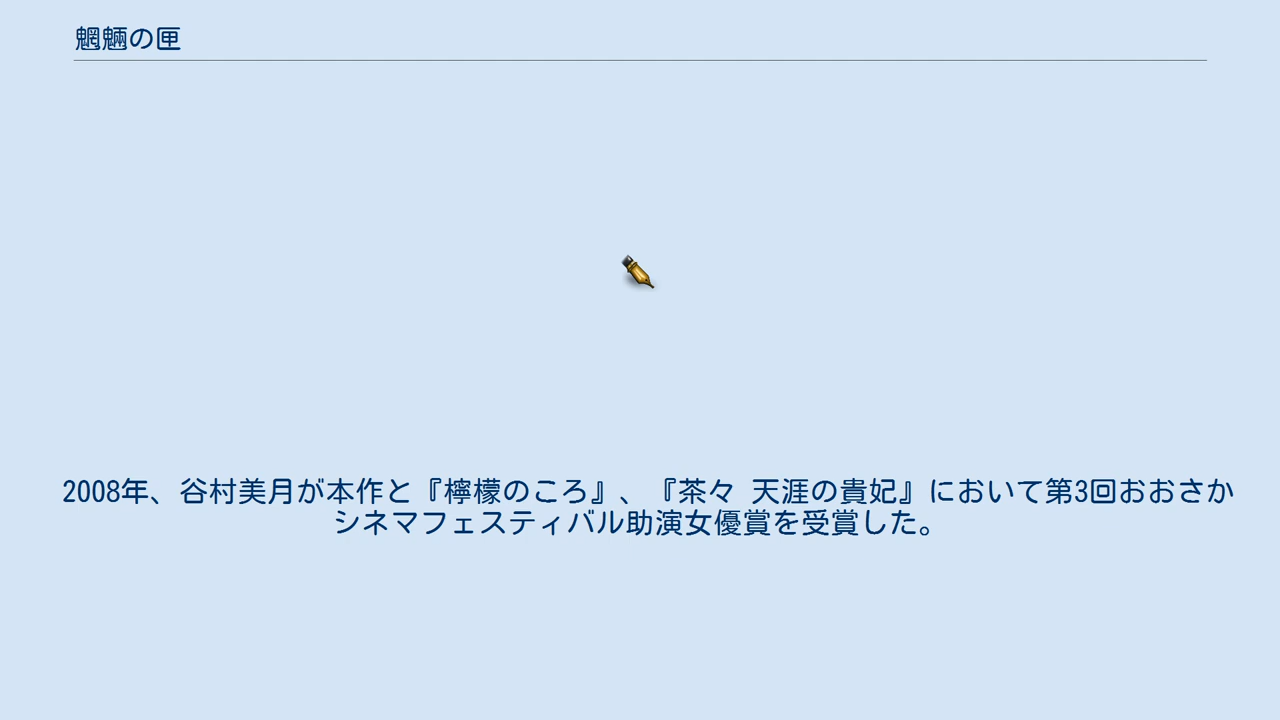 魍魎の匣
2008年、谷村美月が本作と『檸檬のころ』、『茶々 天涯の貴妃』において第3回おおさか
シネマフェスティバル助演女優賞を受賞した。